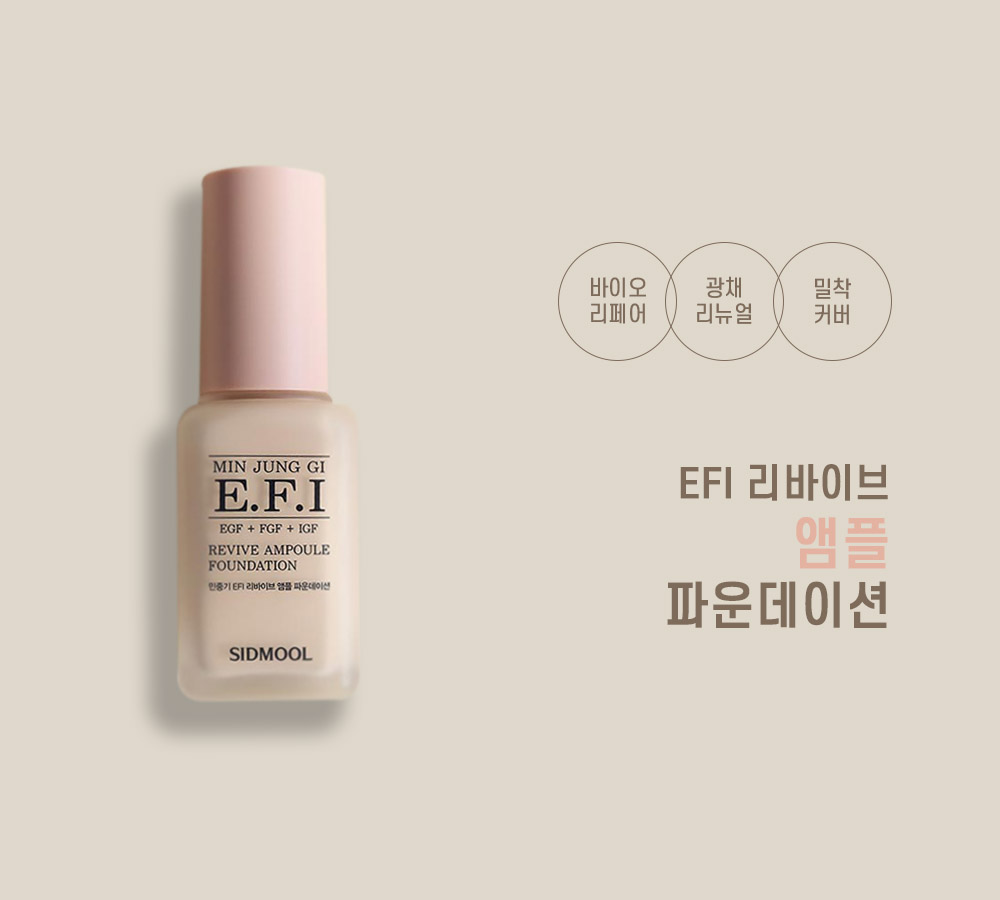 바이오
리페어
광채
리뉴얼
밀착
커버
EFI 리바이브
앰플
파운데이션
MIN JUNG GI
E.F.I
EGF + FGF + IGF
REVIVE AMPOULE
FOUNDATION
민중기 EFI 리바이브 앰플 파운데이션
SIDMOOL